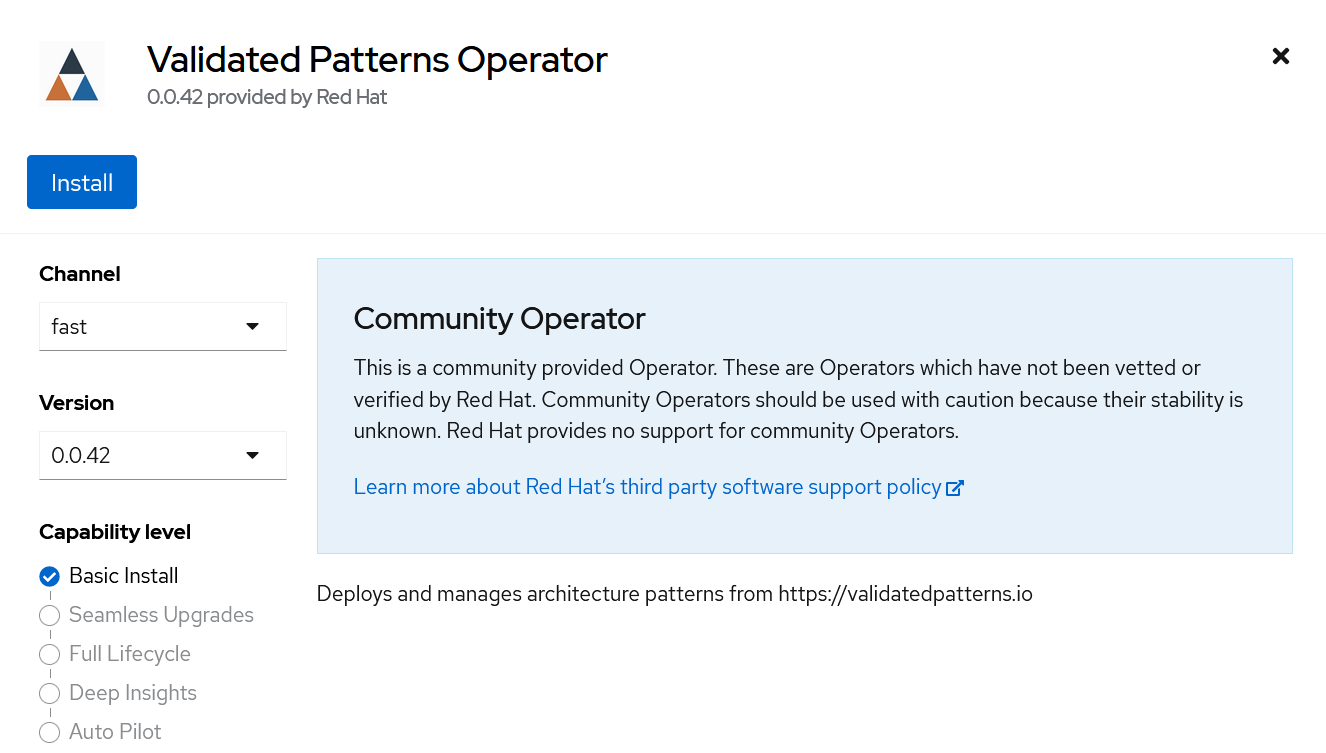 Validated Patterns Operator
0.0.42 provided by Red Hat
Install
Channel
fast
Version
0.0.42
Capability level
Basic Install
Seamless Upgrades
Full Lifecycle
Deep Insights
Auto Pilot
Community Operator
This is a community provided Operator. These are Operators which have not been vetted or
verified by Red Hat. Community Operators should be used with caution because their stability is
unknown. Red Hat provides no support for community Operators.
Learn more about Red Hat’s third party software support policy
Deploys and manages architecture patterns from https://validatedpatterns.io